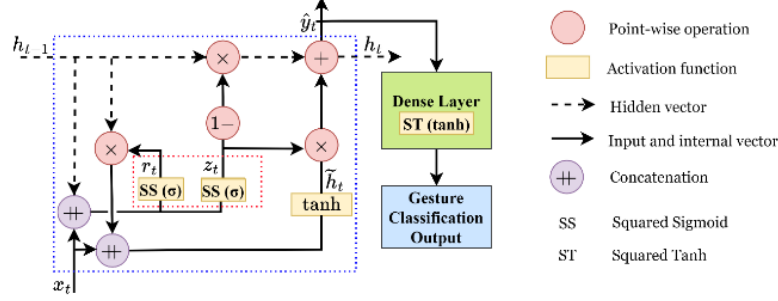 ŷₜ
hₜ₋₁
hₜ
×
+
1−
×
×
rₜ
zₜ
SS (σ)
SS (σ)
h̃ₜ
tanh
⧺
⧺
xₜ
Dense Layer
ST (tanh)
Gesture
Classification
Output
Point-wise operation
Activation function
Hidden vector
Input and internal vector
⧺ Concatenation
SS Squared Sigmoid
ST Squared Tanh